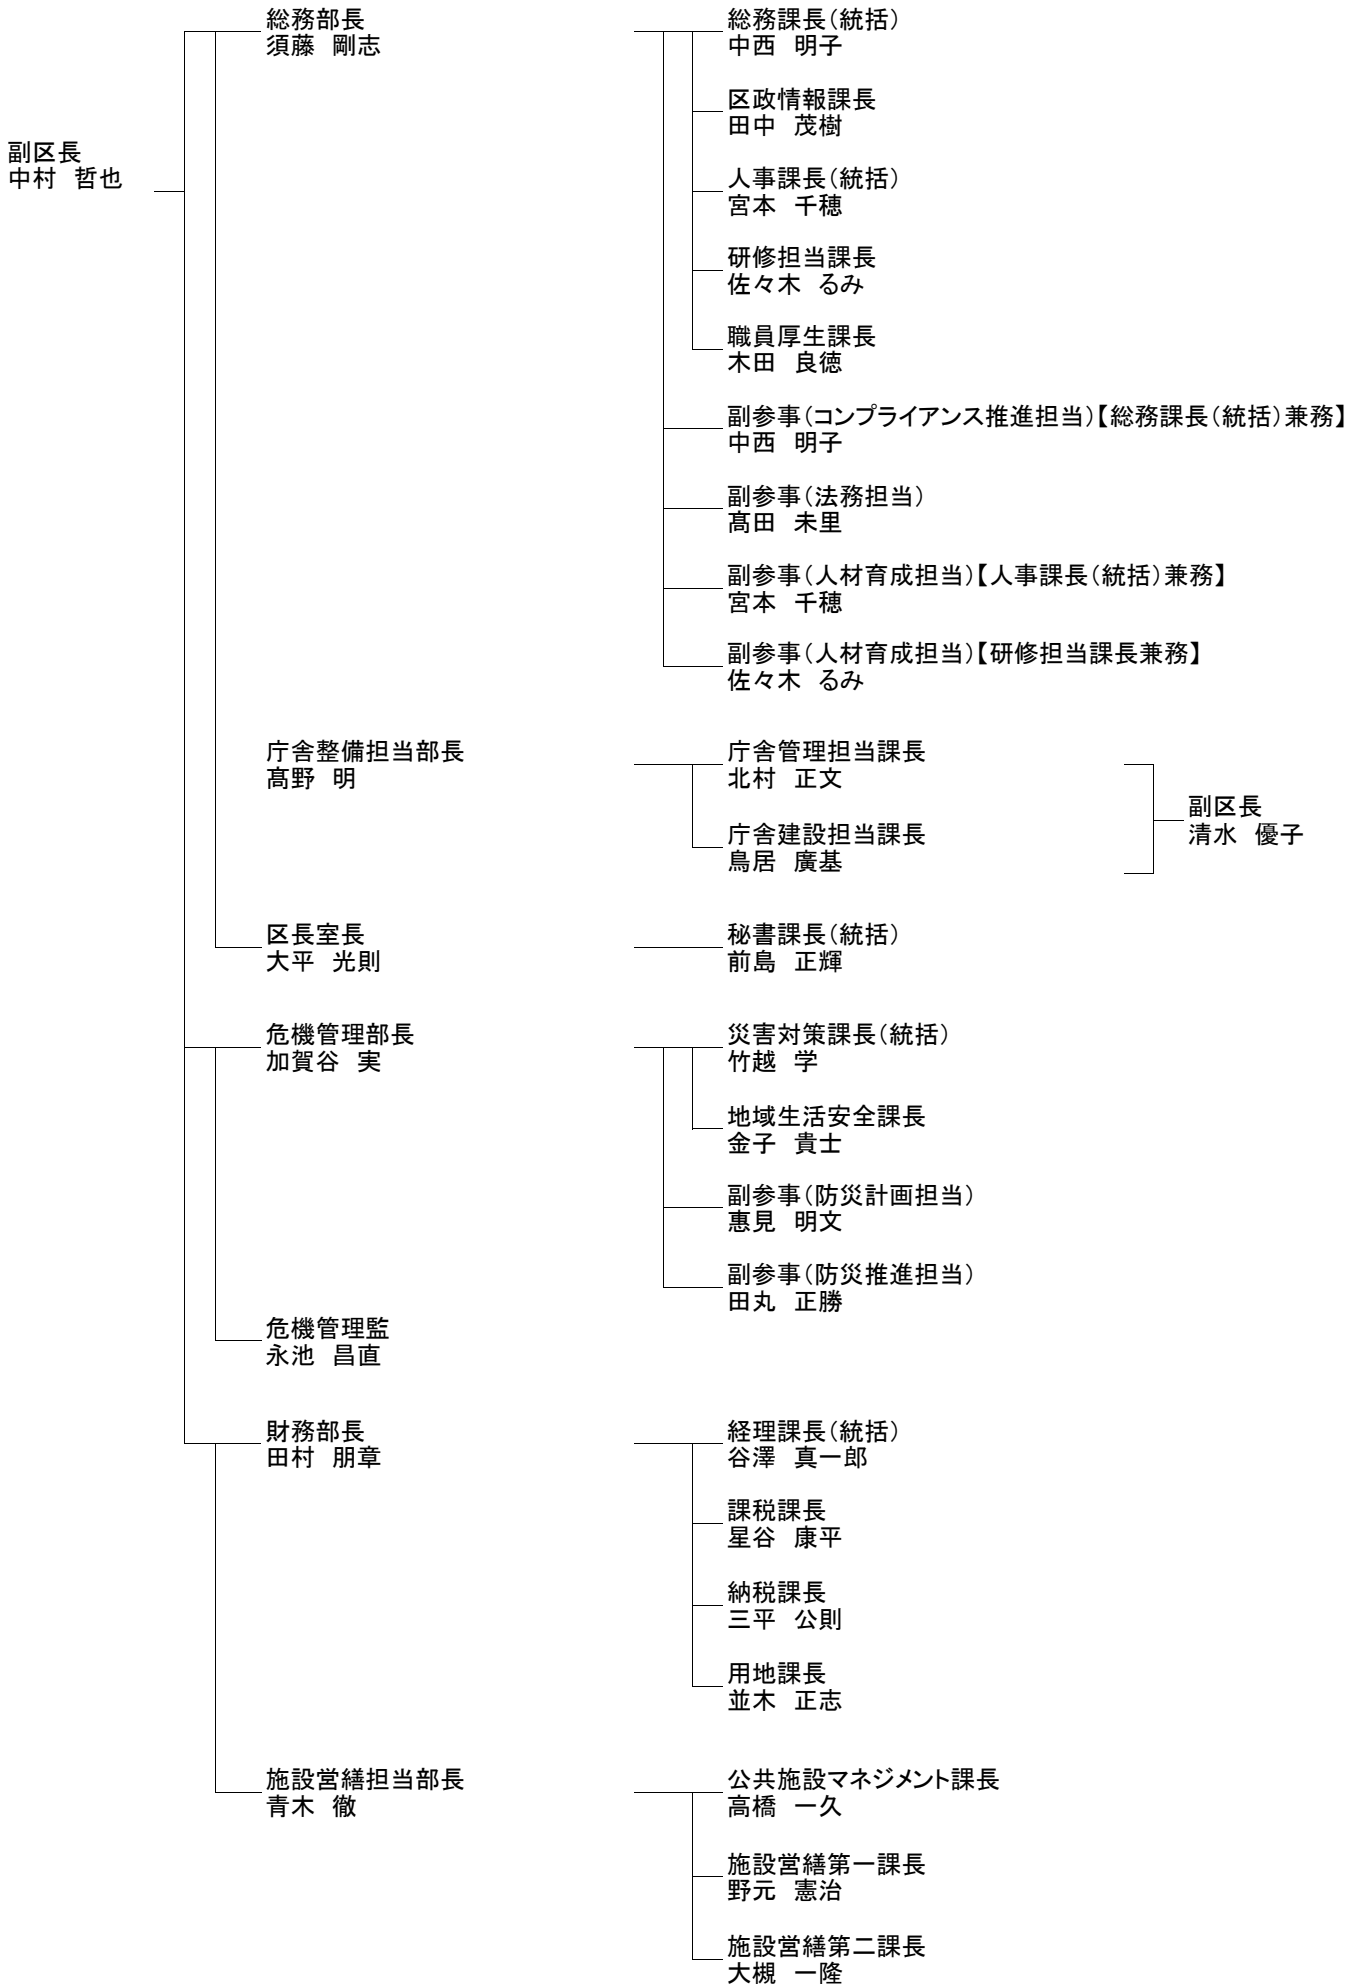 副区長
中村　哲也
総務部長
須藤　剛志
総務課長（統括）
中西　明子
区政情報課長
田中　茂樹
人事課長（統括）
宮本　千穂
研修担当課長
佐々木　るみ
職員厚生課長
木田　良徳
副参事（コンプライアンス推進担当）【総務課長（統括）兼務】
中西　明子
副参事（法務担当）
髙田　未里
副参事（人材育成担当）【人事課長（統括）兼務】
宮本　千穂
副参事（人材育成担当）【研修担当課長兼務】
佐々木　るみ
庁舎整備担当部長
髙野　明
庁舎管理担当課長
北村　正文
庁舎建設担当課長
鳥居　廣基
副区長
清水　優子
区長室長
大平　光則
秘書課長（統括）
前島　正輝
危機管理部長
加賀谷　実
災害対策課長（統括）
竹越　学
地域生活安全課長
金子　貴士
副参事（防災計画担当）
惠見　明文
副参事（防災推進担当）
田丸　正勝
危機管理監
永池　昌直
財務部長
田村　朋章
経理課長（統括）
谷澤　真一郎
課税課長
星谷　康平
納税課長
三平　公則
用地課長
並木　正志
施設営繕担当部長
青木　徹
公共施設マネジメント課長
高橋　一久
施設営繕第一課長
野元　憲治
施設営繕第二課長
大槻　一隆